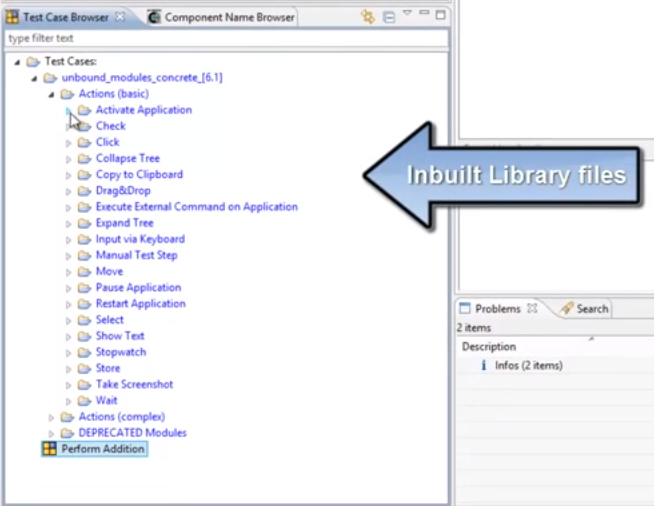 Test Case Browser
Component Name Browser
type filter text
Test Cases:
unbound_modules_concrete_[6.1]
Actions (basic)
Activate Application
Check
Click
Collapse Tree
Copy to Clipboard
Drag&Drop
Execute External Command on Application
Expand Tree
Input via Keyboard
Manual Test Step
Move
Pause Application
Restart Application
Select
Show Text
Stopwatch
Store
Take Screenshot
Wait
Actions (complex)
DEPRECATED Modules
Perform Addition
Inbuilt Library files
Problems
Search
2 items
Description
Infos (2 items)